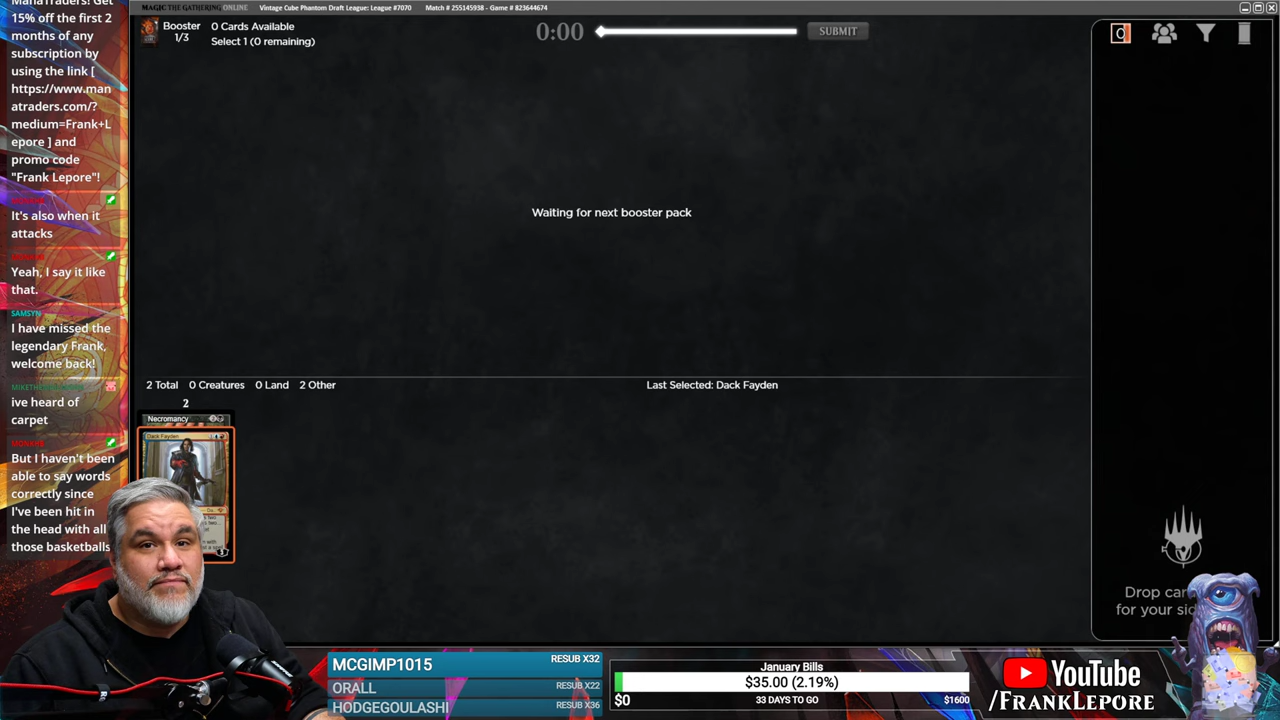 MAGIC THE GATHERING ONLINE Vintage Cube Phantom Draft League: League #7070 Match # 255145938 - Game # 823644674
Booster
1/3
0 Cards Available
Select 1 (0 remaining)
0:00
SUBMIT
ManaTraders! Get
15% off the first 2
months of any
subscription by
using the link [
https://www.man
atraders.com/?
medium=Frank+L
epore ] and
promo code
"Frank Lepore"!
It's also when it
attacks
Yeah, I say it like
that.
SAMSYN
I have missed the
legendary Frank,
welcome back!
ive heard of
carpet
But I haven't been
able to say words
correctly since
I've been hit in
the head with all
those basketballs
Waiting for next booster pack
2 Total 0 Creatures 0 Land 2 Other
Last Selected: Dack Fayden
2
Necromancy
Dack Fayden
MCGIMP1015 RESUB X32
ORALL RESUB X22
HODGEGOULASHI RESUB X36
January Bills
$35.00 (2.19%)
$0 33 DAYS TO GO $1600
YouTube
/FrankLepore